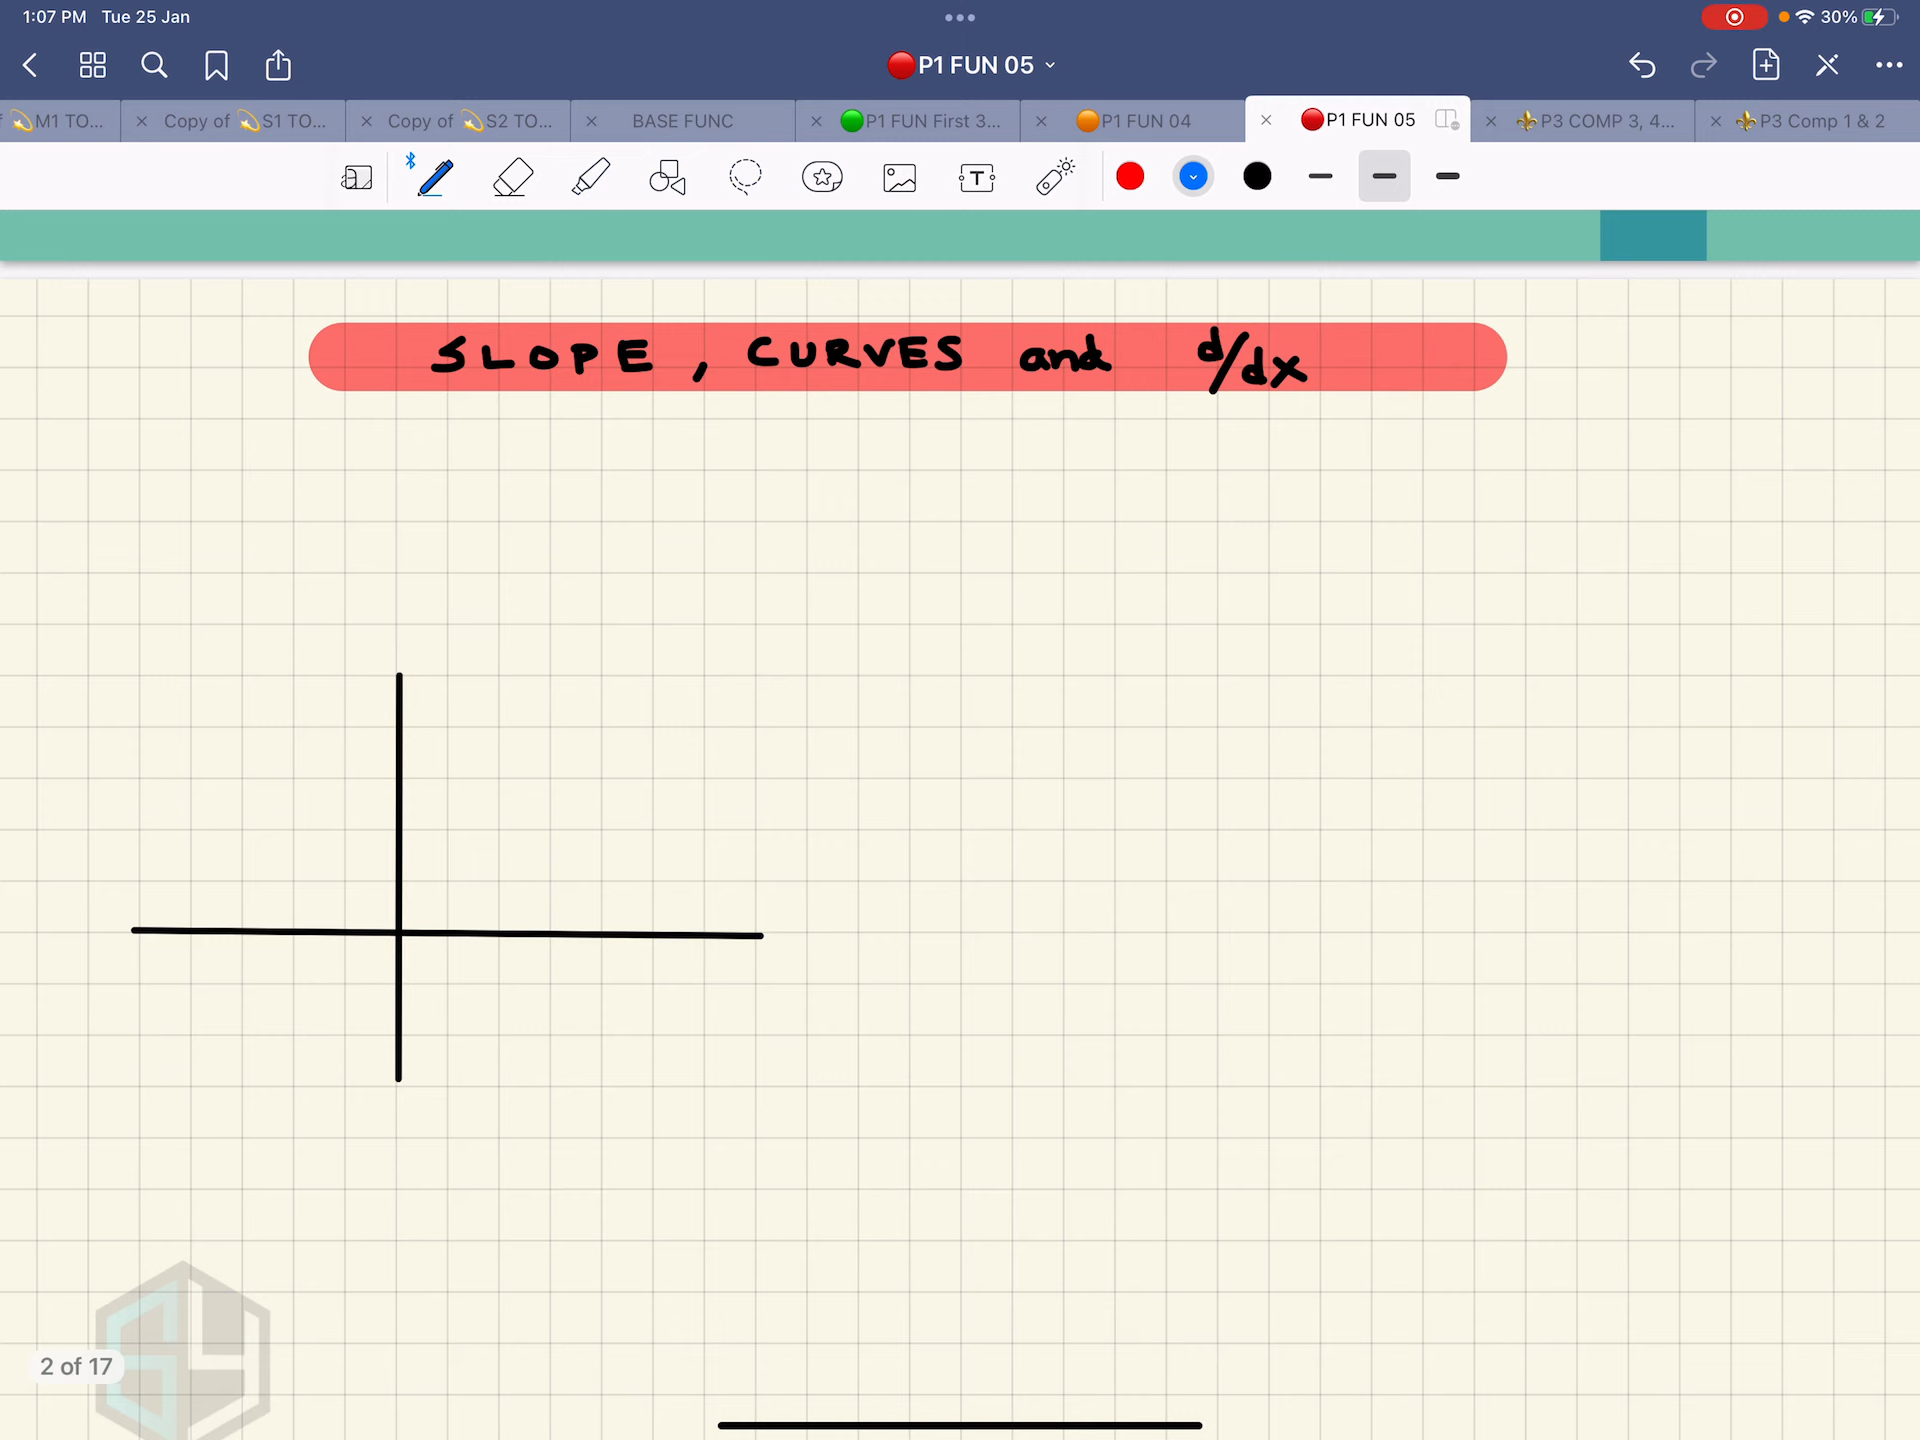 1:07 PM Tue 25 Jan
30%
P1 FUN 05
M1 TO...
Copy of S1 TO...
Copy of S2 TO...
BASE FUNC
P1 FUN First 3...
P1 FUN 04
P1 FUN 05
P3 COMP 3, 4...
P3 Comp 1 & 2
SLOPE, CURVES and d/dx
2 of 17